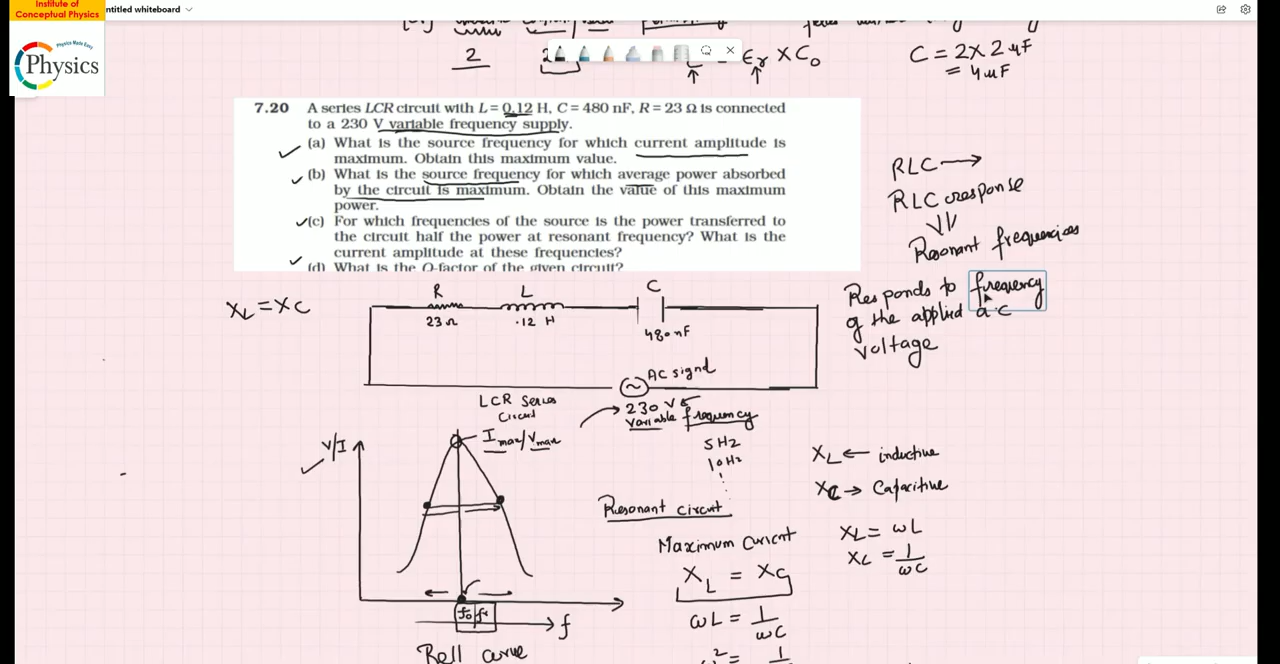 Institute of
Conceptual Physics
ntitled whiteboard
Physics Made Easy
Physics
2
εr × C0
C = 2 × 2 uF
= 4 uF
7.20 A series LCR circuit with L = 0.12 H, C = 480 nF, R = 23 Ω is connected
to a 230 V variable frequency supply.
(a) What is the source frequency for which current amplitude is
maximum. Obtain this maximum value.
(b) What is the source frequency for which average power absorbed
by the circuit is maximum. Obtain the value of this maximum
power.
(c) For which frequencies of the source is the power transferred to
the circuit half the power at resonant frequency? What is the
current amplitude at these frequencies?
(d) What is the Q-factor of the given circuit?
RLC →
RLC response
Resonant frequencies
Responds to frequency
of the applied a.c
voltage
XL = XC
R L C
23Ω .12 H 480 nF
AC signal
230 V
variable frequency
5 Hz
10 Hz
LCR Series
Circuit
V/I
Imax/Vmax
f
Bell curve
Resonant circuit
Maximum current
XL = XC
ωL = 1/ωC
XL ← inductive
XC → Capacitive
XL = ωL
XC = 1/ωC